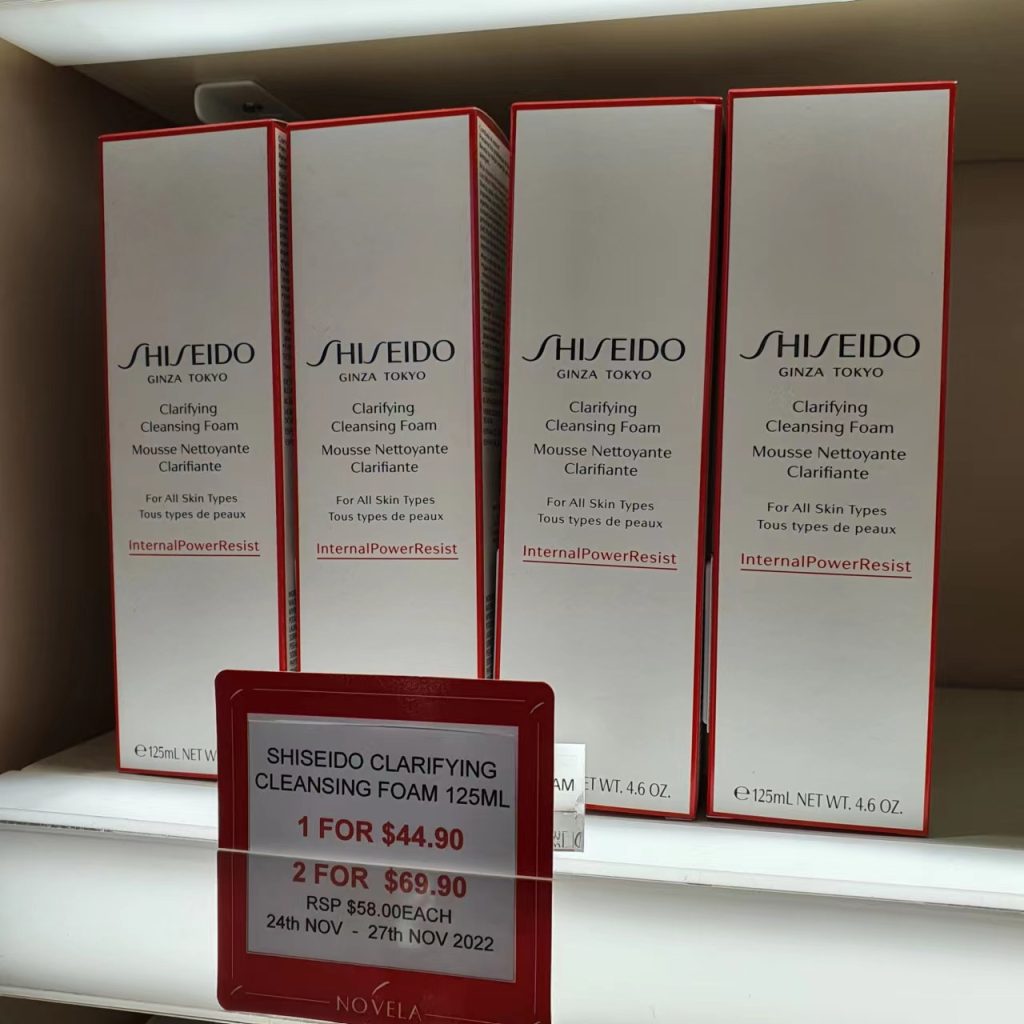 SHISEIDO
GINZA TOKYO
Clarifying
Cleansing Foam
Mousse Nettoyante
Clarifiante
For All Skin Types
Tous types de peaux
InternalPowerResist
℮125mL NET W
SHISEIDO
GINZA TOKYO
Clarifying
Cleansing Foam
Mousse Nettoyante
Clarifiante
For All Skin Types
Tous types de peaux
InternalPowerResist
SHISEIDO
GINZA TOKYO
Clarifying
Cleansing Foam
Mousse Nettoyante
Clarifiante
For All Skin Types
Tous types de peaux
InternalPowerResist
ET WT. 4.6 OZ.
SHISEIDO
GINZA TOKYO
Clarifying
Cleansing Foam
Mousse Nettoyante
Clarifiante
For All Skin Types
Tous types de peaux
InternalPowerResist
℮125mL NET WT. 4.6 OZ.
SHISEIDO CLARIFYING
CLEANSING FOAM 125ML
1 FOR $44.90
2 FOR $69.90
RSP $58.00EACH
24th NOV - 27th NOV 2022
NOVELA
AM